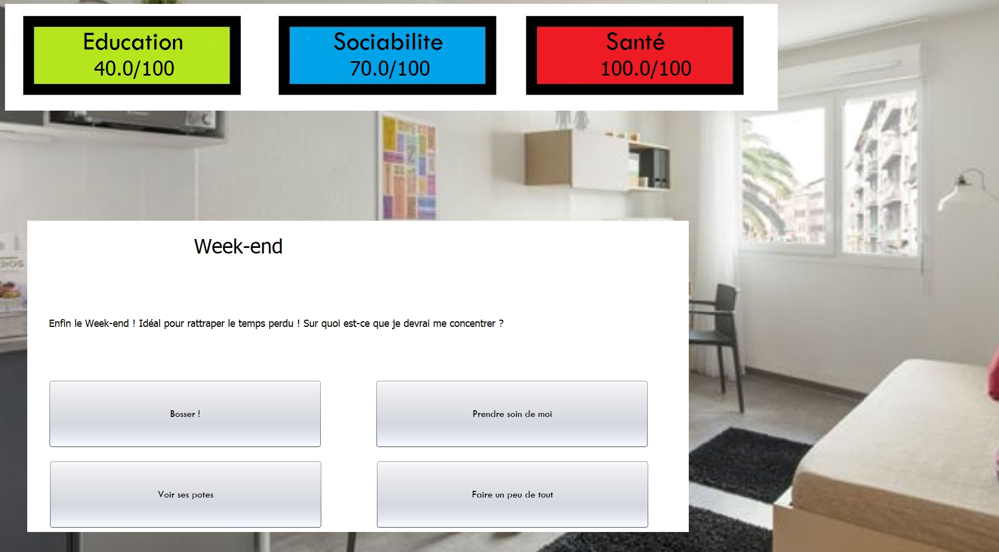 Education
40.0/100
Sociabilite
70.0/100
Santé
100.0/100
Week-end
Enfin le Week-end ! Idéal pour rattraper le temps perdu ! Sur quoi est-ce que je devrai me concentrer ?
Bosser !
Prendre soin de moi
Voir ses potes
Faire un peu de tout